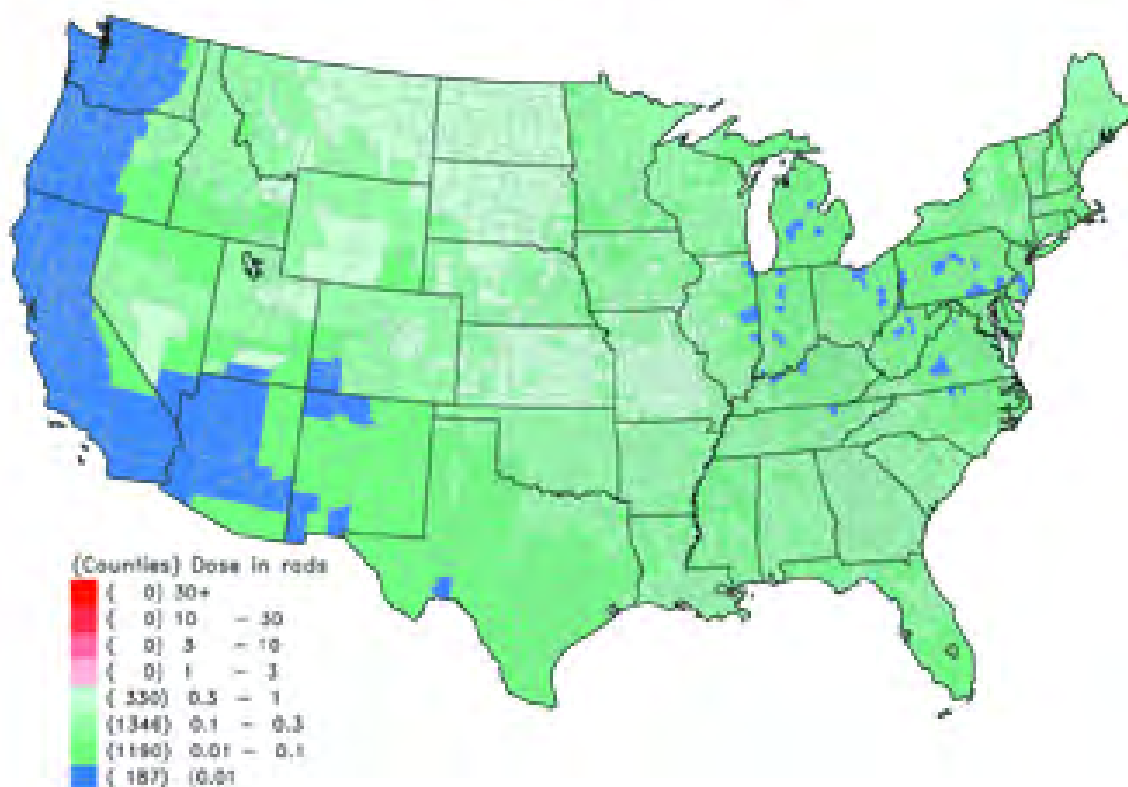 (Counties) Dose in rads
( 0) 30+
( 0) 10 - 30
( 0) 3 - 10
( 0) 1 - 3
( 330) 0.3 - 1
(1346) 0.1 - 0.3
(1190) 0.01 - 0.1
( 187) (0.01